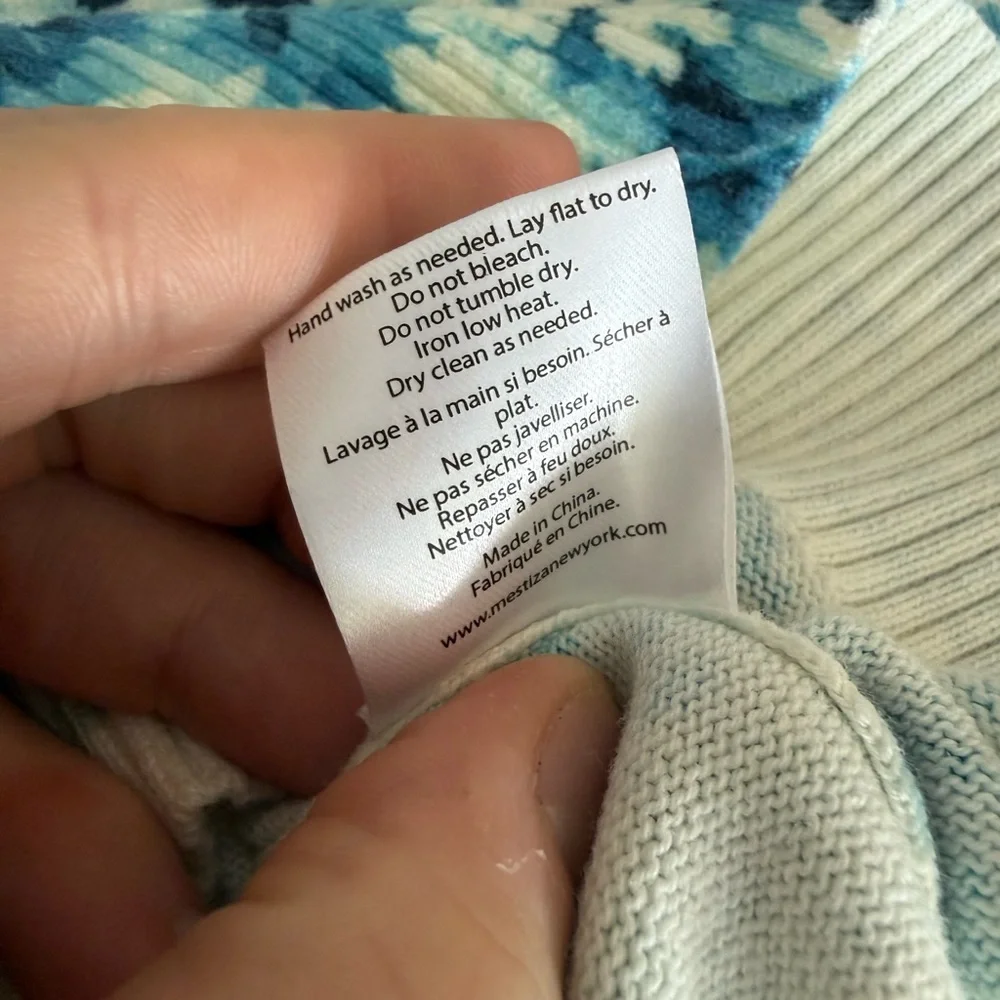 Hand wash as needed. Lay flat to dry.
Do not bleach.
Do not tumble dry.
Iron low heat.
Dry clean as needed.
Lavage à la main si besoin. Sécher à
plat.
Ne pas javelliser.
Ne pas sécher en machine.
Repasser à feu doux.
Nettoyer à sec si besoin.
Made in China.
Fabriqué en Chine.
www.mestizanewyork.com